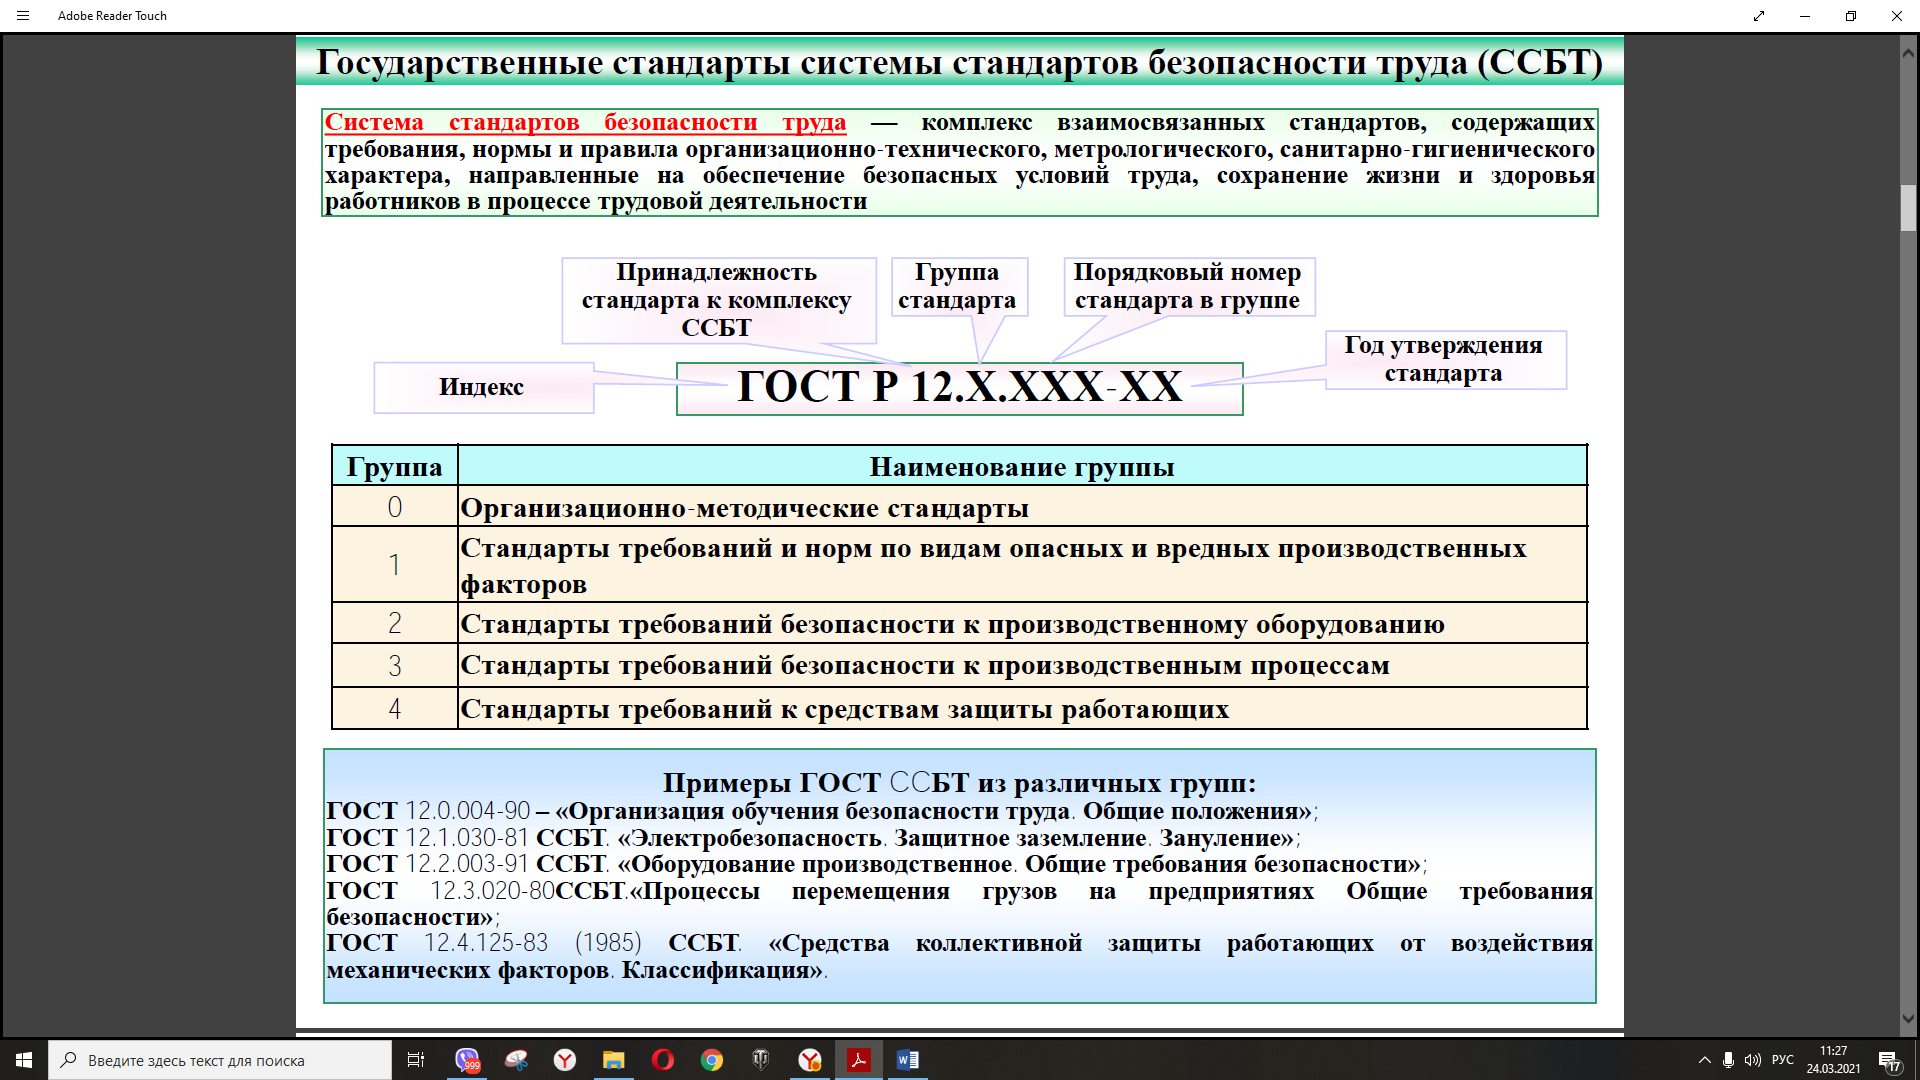 Adobe Reader Touch
Государственные стандарты системы стандартов безопасности труда (ССБТ)
Система стандартов безопасности труда — комплекс взаимосвязанных стандартов, содержащих
требования, нормы и правила организационно-технического, метрологического, санитарно-гигиенического
характера, направленные на обеспечение безопасных условий труда, сохранение жизни и здоровья
работников в процессе трудовой деятельности
Принадлежность
стандарта к комплексу
ССБТ
Группа
стандарта
Порядковый номер
стандарта в группе
Год утверждения
стандарта
Индекс
ГОСТ Р 12.Х.ХХХ-ХХ
Группа Наименование группы
0 Организационно-методические стандарты
1 Стандарты требований и норм по видам опасных и вредных производственных
факторов
2 Стандарты требований безопасности к производственному оборудованию
3 Стандарты требований безопасности к производственным процессам
4 Стандарты требований к средствам защиты работающих
Примеры ГОСТ ССБТ из различных групп:
ГОСТ 12.0.004-90 – «Организация обучения безопасности труда. Общие положения»;
ГОСТ 12.1.030-81 ССБТ. «Электробезопасность. Защитное заземление. Зануление»;
ГОСТ 12.2.003-91 ССБТ. «Оборудование производственное. Общие требования безопасности»;
ГОСТ 12.3.020-80ССБТ.«Процессы перемещения грузов на предприятиях Общие требования
безопасности»;
ГОСТ 12.4.125-83 (1985) ССБТ. «Средства коллективной защиты работающих от воздействия
механических факторов. Классификация».
Введите здесь текст для поиска
999
РУС
11:27
24.03.2021
17